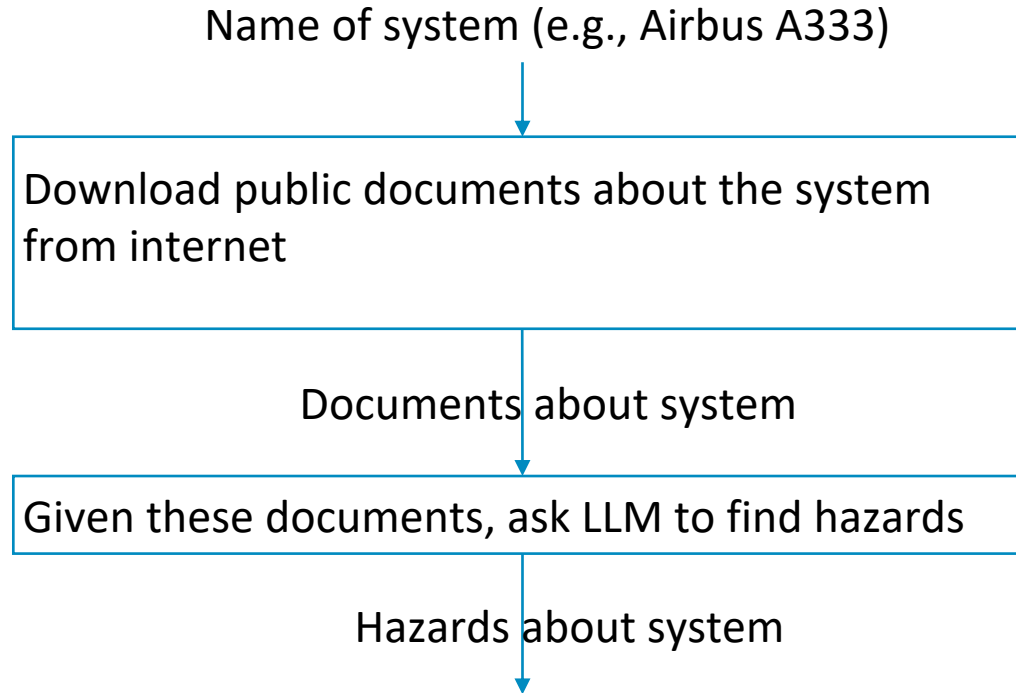 Name of system (e.g., Airbus A333)
Download public documents about the system
from internet
Documents about system
Given these documents, ask LLM to find hazards
Hazards about system